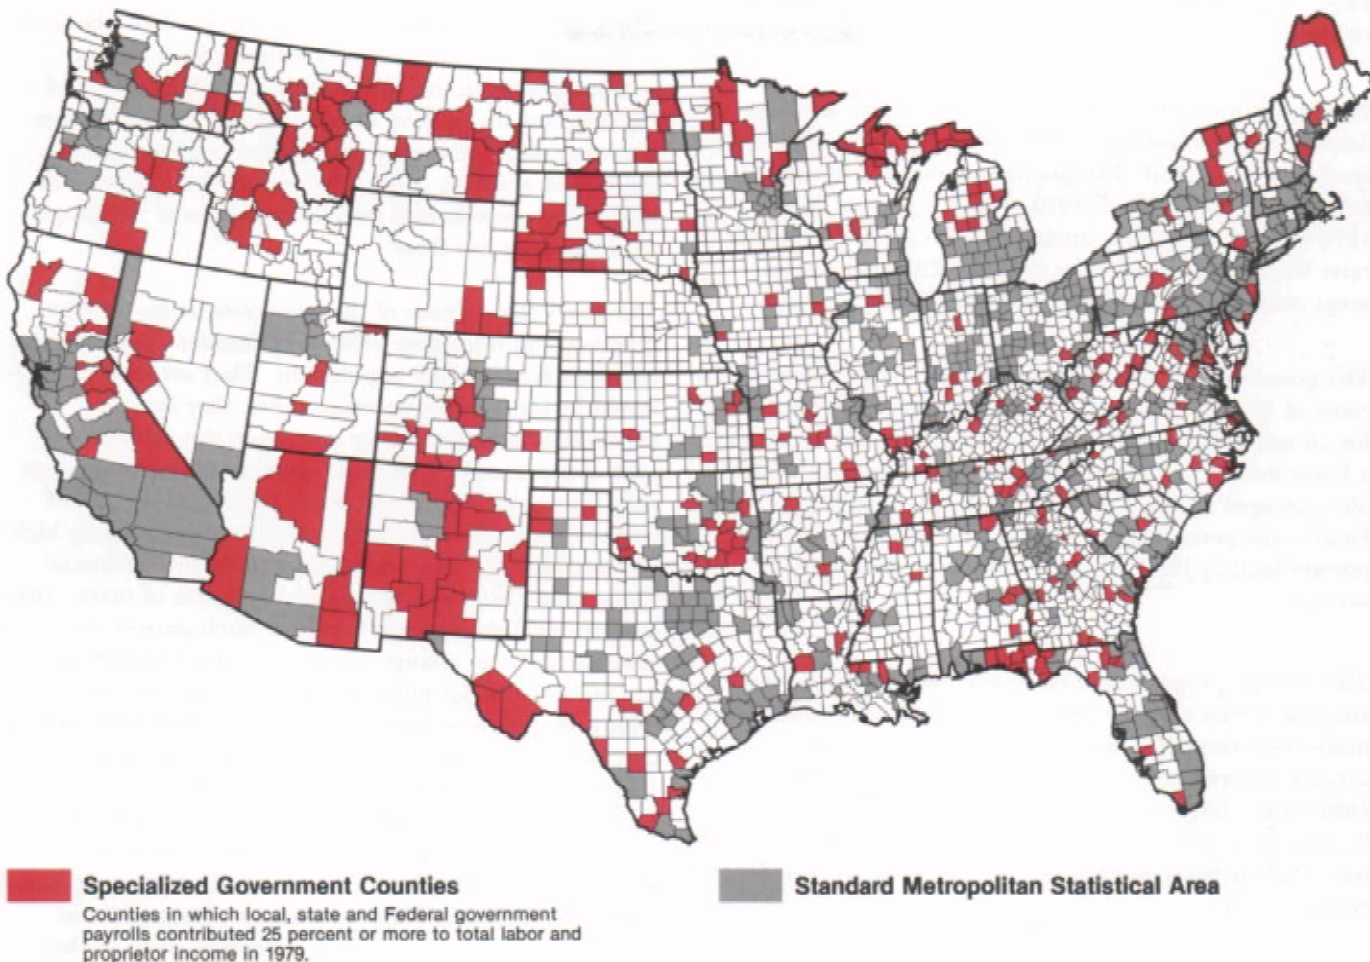 Specialized Government Counties
Counties in which local, state and Federal government
payrolls contributed 25 percent or more to total labor and
proprietor income in 1979.
Standard Metropolitan Statistical Area